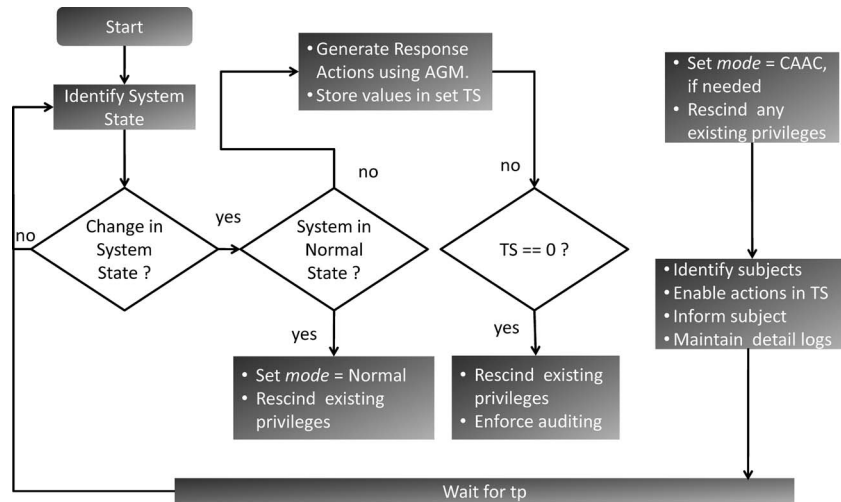 Start
Identify System
State
Change in
System
State ?
no
yes
System in
Normal
State ?
no
yes
• Generate Response
Actions using AGM.
• Store values in set TS
no
TS == 0 ?
yes
• Set mode = Normal
• Rescind existing
privileges
• Rescind existing
privileges
• Enforce auditing
• Set mode = CAAC,
if needed
• Rescind any
existing privileges
• Identify subjects
• Enable actions in TS
• Inform subject
• Maintain detail logs
Wait for tp